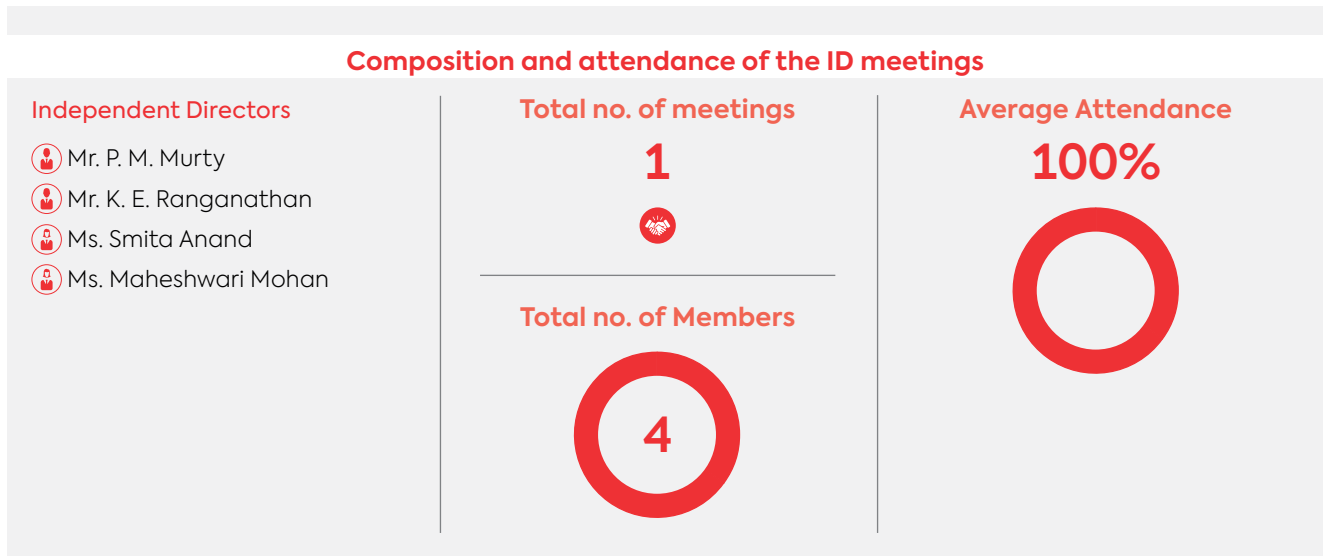 Composition and attendance of the ID meetings
Independent Directors
Mr. P. M. Murty
Mr. K. E. Ranganathan
Ms. Smita Anand
Ms. Maheshwari Mohan
Total no. of meetings
1
Total no. of Members
4
Average Attendance
100%